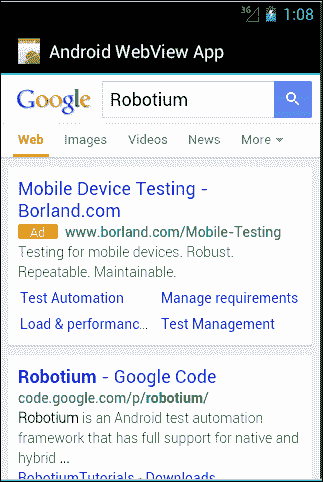 3G 1:08
Android WebView App
Google Robotium
Web Images Videos News More
Mobile Device Testing -
Borland.com
Ad www.borland.com/Mobile-Testing
Testing for mobile devices. Robust.
Repeatable. Maintainable.
Test Automation Manage requirements
Load & performanc... Test Management
Robotium - Google Code
code.google.com/p/robotium/
Robotium is an Android test automation
framework that has full support for native and
hybrid ...
RobotiumTutorials - Downloads